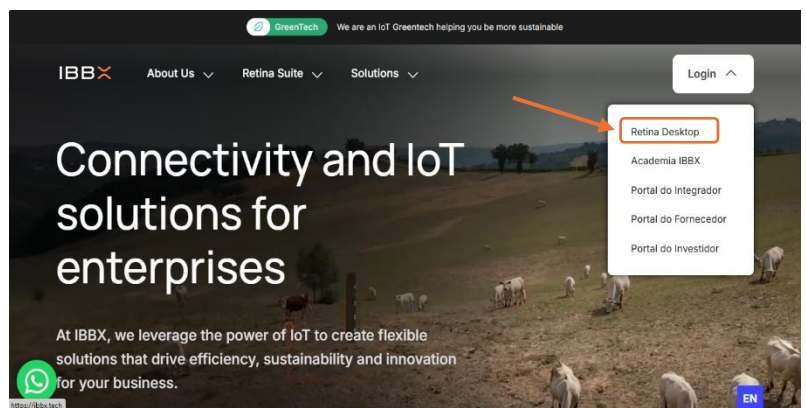 GreenTech We are an IoT Greentech helping you be more sustainable
IBBX About Us Retina Suite Solutions Login
Retina Desktop
Academia IBBX
Portal do Integrador
Portal do Fornecedor
Portal do Investidor
Connectivity and IoT
solutions for
enterprises
At IBBX, we leverage the power of IoT to create flexible
solutions that drive efficiency, sustainability and innovation
for your business.
https://ibbx.tech
EN